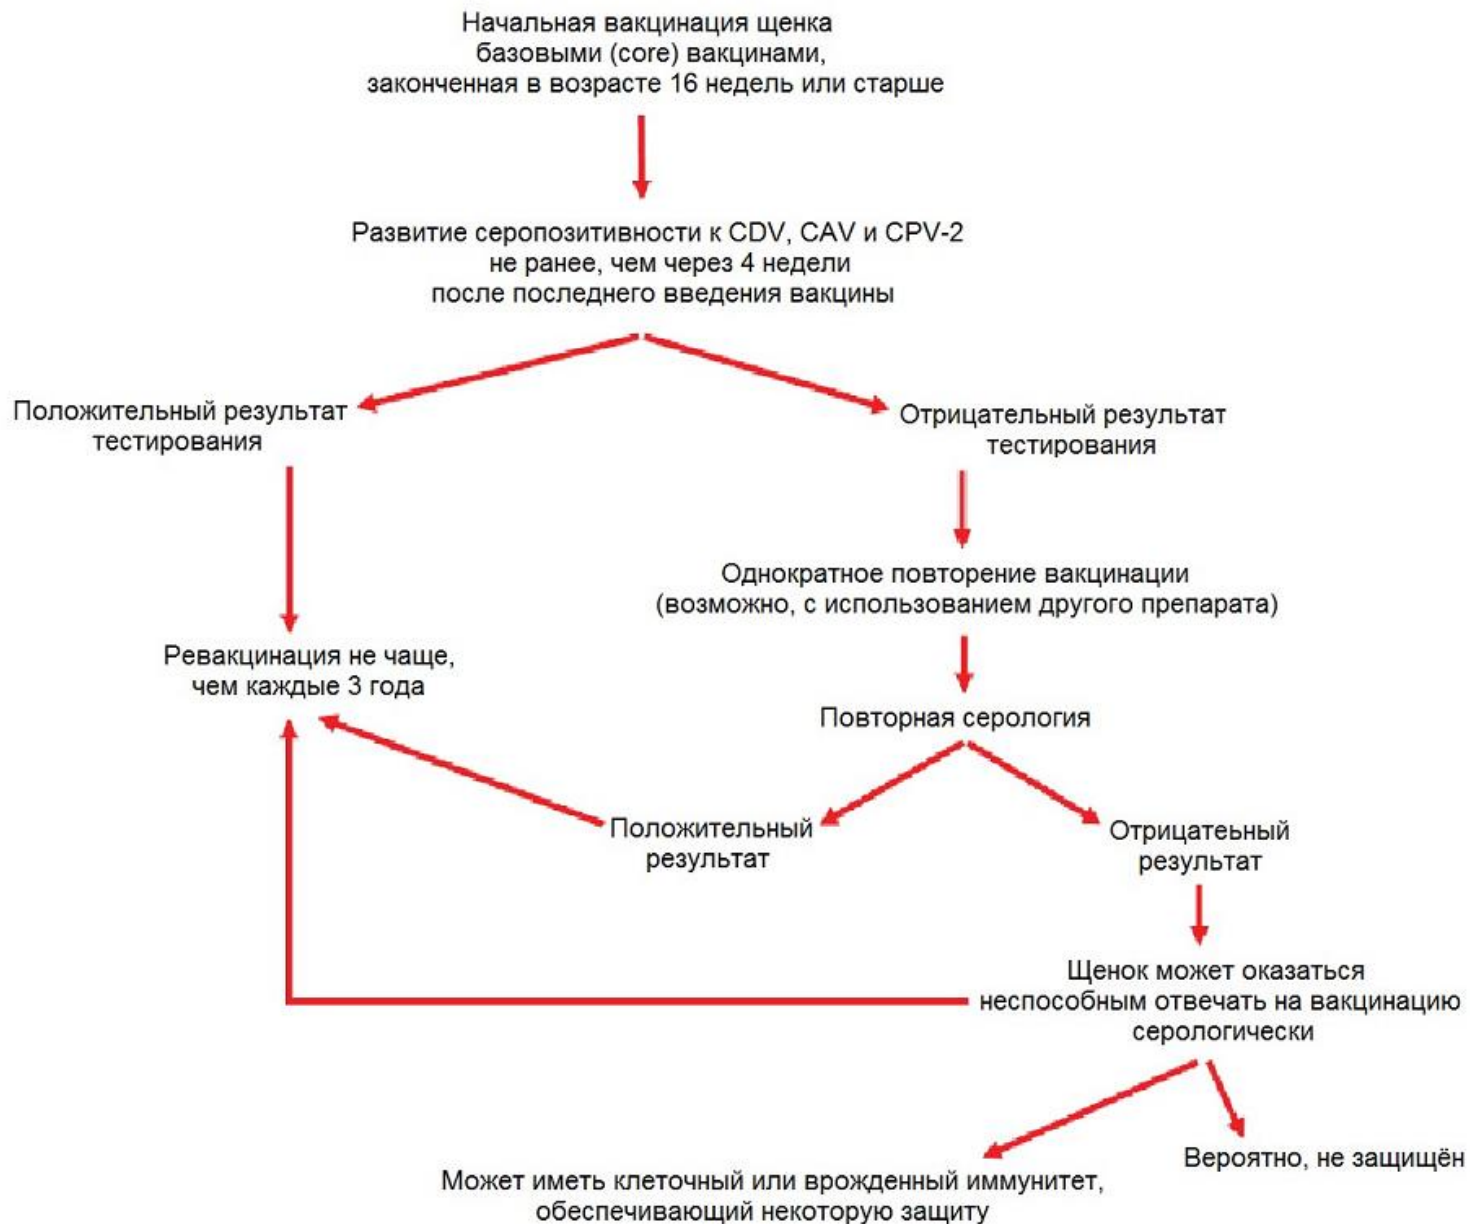 Начальная вакцинация щенка
базовыми (core) вакцинами,
законченная в возрасте 16 недель или старше
Развитие серопозитивности к CDV, CAV и CPV-2
не ранее, чем через 4 недели
после последнего введения вакцины
Положительный результат
тестирования
Отрицательный результат
тестирования
Однократное повторение вакцинации
(возможно, с использованием другого препарата)
Ревакцинация не чаще,
чем каждые 3 года
Повторная серология
Положительный
результат
Отрицатеьный
результат
Щенок может оказаться
неспособным отвечать на вакцинацию
серологически
Вероятно, не защищён
Может иметь клеточный или врожденный иммунитет,
обеспечивающий некоторую защиту